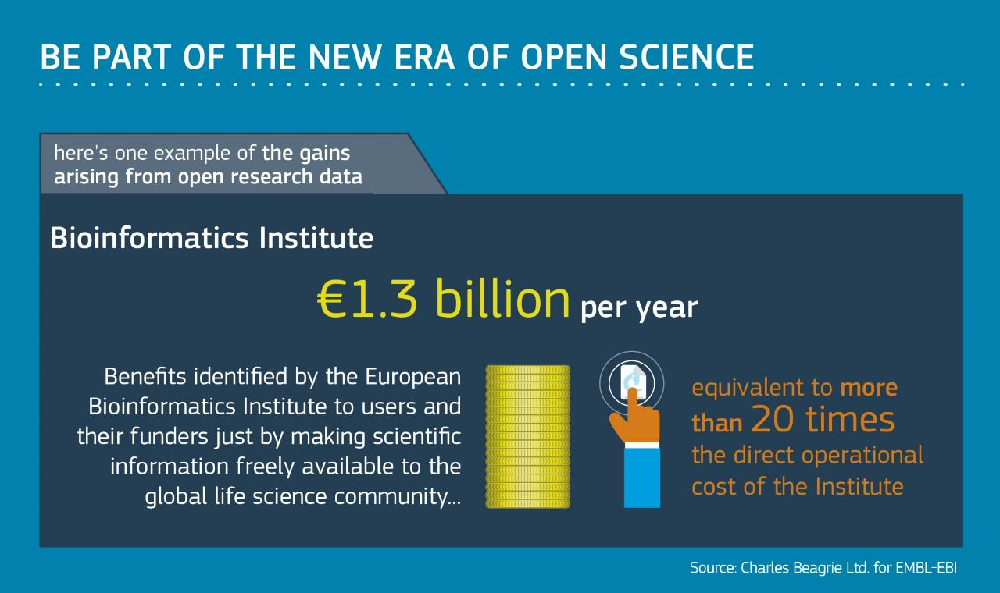 BE PART OF THE NEW ERA OF OPEN SCIENCE
here's one example of the gains
arising from open research data
Bioinformatics Institute
€1.3 billion per year
Benefits identified by the European
Bioinformatics Institute to users and
their funders just by making scientific
information freely available to the
global life science community...
equivalent to more
than 20 times
the direct operational
cost of the Institute
Source: Charles Beagrie Ltd. for EMBL-EBI